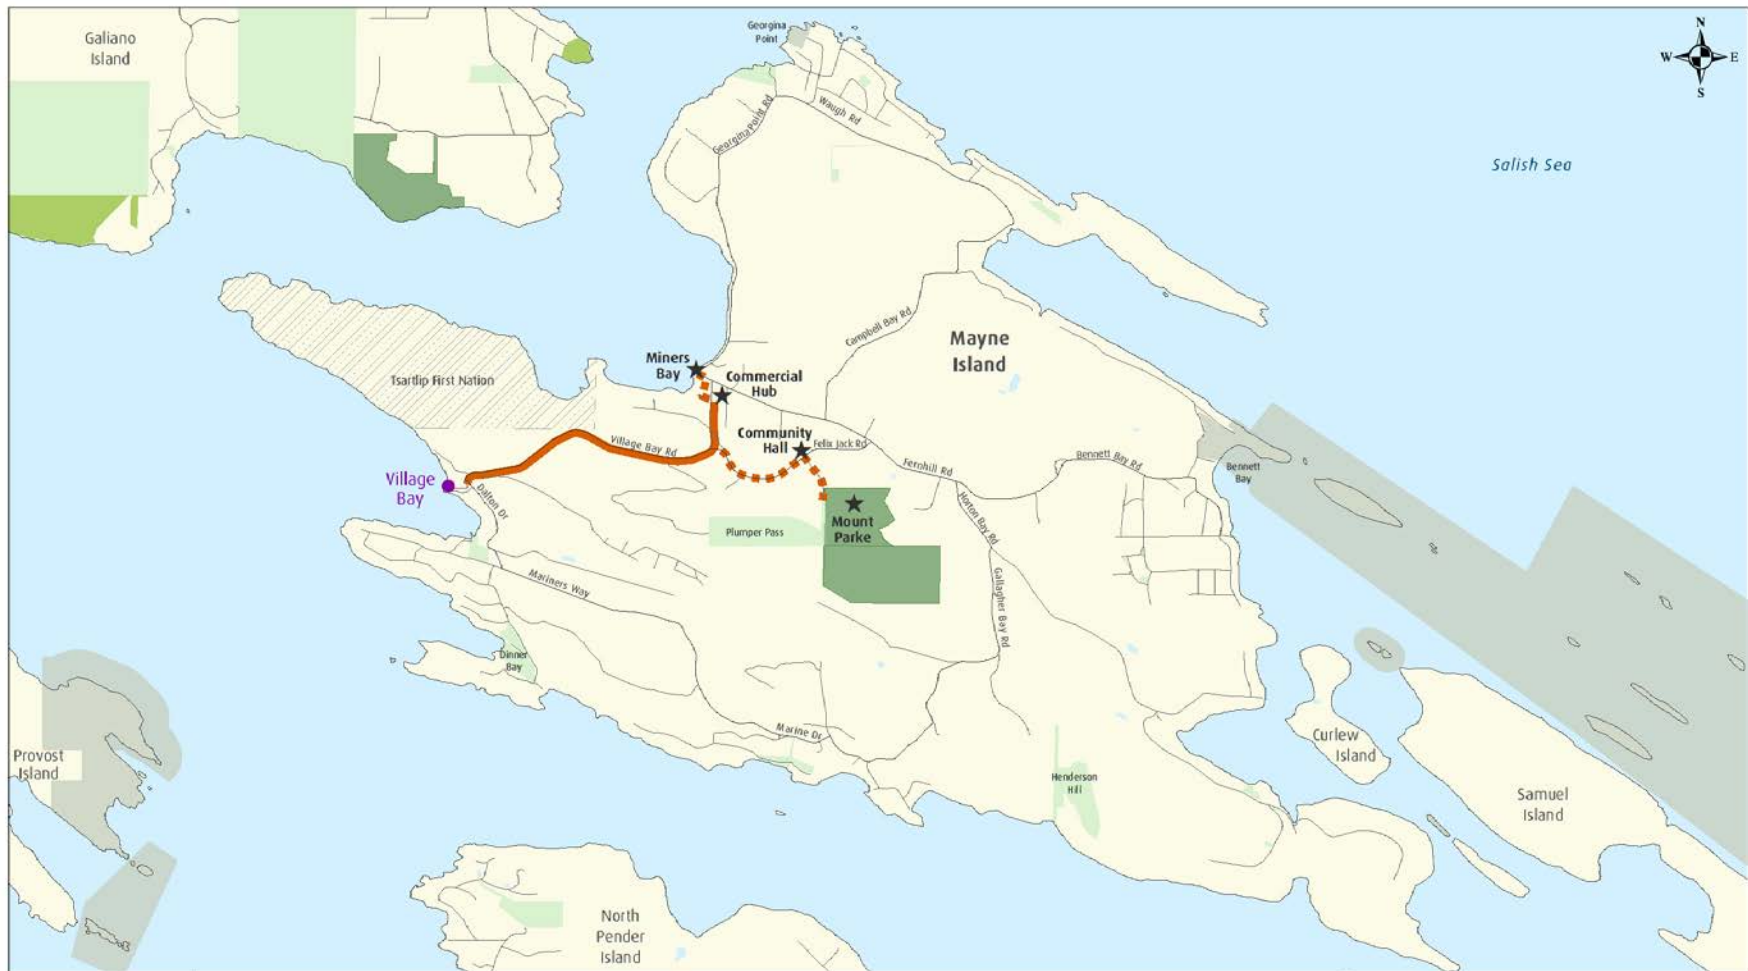 Georgina
Point
Galiano
Island
N
W
E
S
Waugh Rd
Georgina Point Rd
Salish Sea
Campbell Bay Rd
Mayne
Island
Miners
Bay
Commercial
Hub
Tsartlip First Nation
Community
Hall
Felix Jack Rd
Village Bay Rd
Fernhill Rd
Bennett Bay Rd
Bennett
Bay
Village
Bay
Dalton Dr
Horton Bay Rd
Mount
Parke
Plumper Pass
Mariners Way
Gallagher Bay Rd
Dinner
Bay
Marine Dr
Provost
Island
Curlew
Island
Henderson
Hill
Samuel
Island
North
Pender
Island